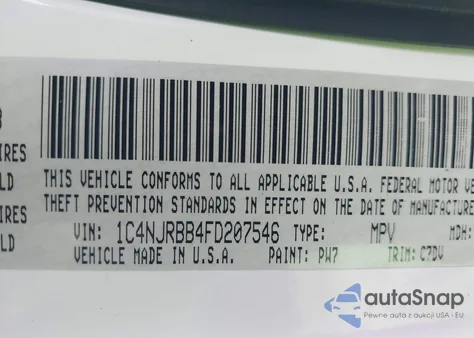 IRES
LD
IRES
LD
THIS VEHICLE CONFORMS TO ALL APPLICABLE U.S.A. FEDERAL MOTOR
THEFT PREVENTION STANDARDS IN EFFECT ON THE DATE OF MANUFACTURE
VIN: 1C4NJRBB4FD207546 TYPE: MPV MDH:
VEHICLE MADE IN U.S.A. PAINT: PW7 TRIM: C7DV
autoSnap
Pewne auta z aukcji USA - EU